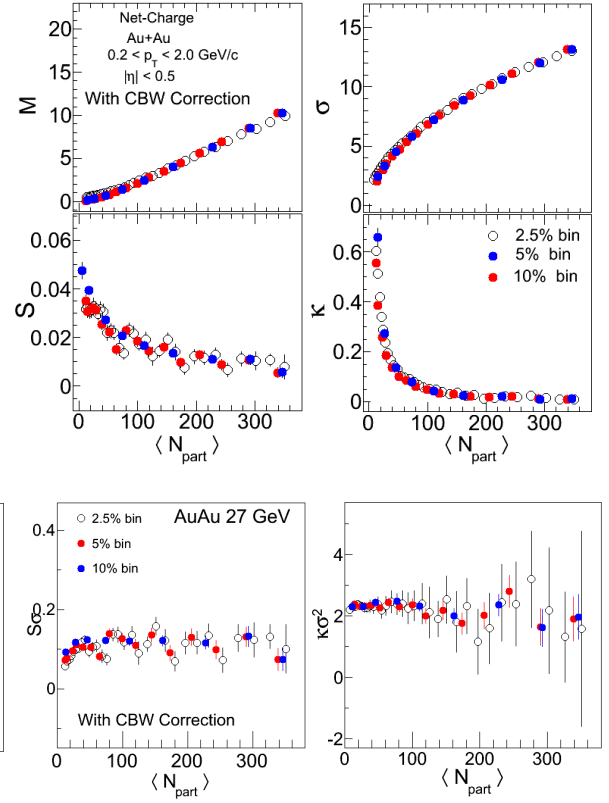 Net-Charge
Au+Au
0.2 < p_T < 2.0 GeV/c
|η| < 0.5
With CBW Correction
M
20
15
10
5
0
σ
15
10
5
0
S
0.06
0.04
0.02
0
0 100 200 300
⟨ N_part ⟩
κ
2.5% bin
5% bin
10% bin
0.6
0.4
0.2
0
0 100 200 300
⟨ N_part ⟩
AuAu 27 GeV
2.5% bin
5% bin
10% bin
Sσ
0.4
0.2
0
With CBW Correction
0 100 200 300
⟨ N_part ⟩
κσ²
4
2
0
-2
0 100 200 300
⟨ N_part ⟩